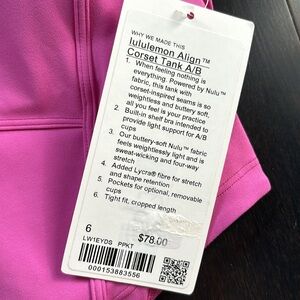 WHY WE MADE THIS
lululemon Align™
Corset Tank A/B
1. When feeling nothing is
everything. Powered by Nulu™
fabric, this tank with
corset-inspired seams is so
weightless and buttery soft,
all you feel is your practice
2. Built-in shelf bra intended to
provide light support for A/B
cups
3. Our buttery-soft Nulu™ fabric
feels weightlessly light and is
sweat-wicking and four-way
stretch
4. Added Lycra® fibre for stretch
and shape retention
5. Pockets for optional, removable
cups
6. Tight fit, cropped length
6
$78.00
LW1EYDS PPKT
000153883556